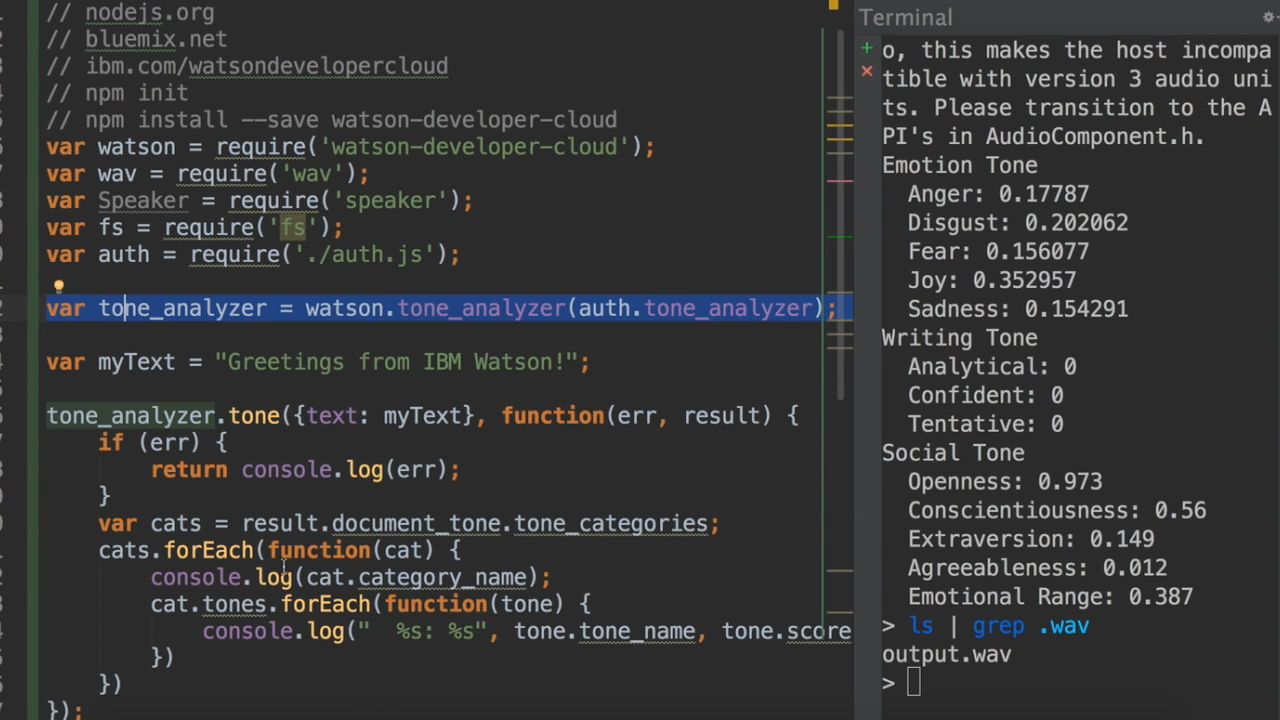 // nodejs.org
// bluemix.net
// ibm.com/watsondevelopercloud
// npm init
// npm install --save watson-developer-cloud
var watson = require('watson-developer-cloud');
var wav = require('wav');
var Speaker = require('speaker');
var fs = require('fs');
var auth = require('./auth.js');
var tone_analyzer = watson.tone_analyzer(auth.tone_analyzer);
var myText = "Greetings from IBM Watson!";
tone_analyzer.tone({text: myText}, function(err, result) {
if (err) {
return console.log(err);
}
var cats = result.document_tone.tone_categories;
cats.forEach(function(cat) {
console.log(cat.category_name);
cat.tones.forEach(function(tone) {
console.log("  %s: %s", tone.tone_name, tone.score
})
})
});
Terminal
o, this makes the host incompa
tible with version 3 audio uni
ts. Please transition to the A
PI's in AudioComponent.h.
Emotion Tone
Anger: 0.17787
Disgust: 0.202062
Fear: 0.156077
Joy: 0.352957
Sadness: 0.154291
Writing Tone
Analytical: 0
Confident: 0
Tentative: 0
Social Tone
Openness: 0.973
Conscientiousness: 0.56
Extraversion: 0.149
Agreeableness: 0.012
Emotional Range: 0.387
> ls | grep .wav
output.wav
>